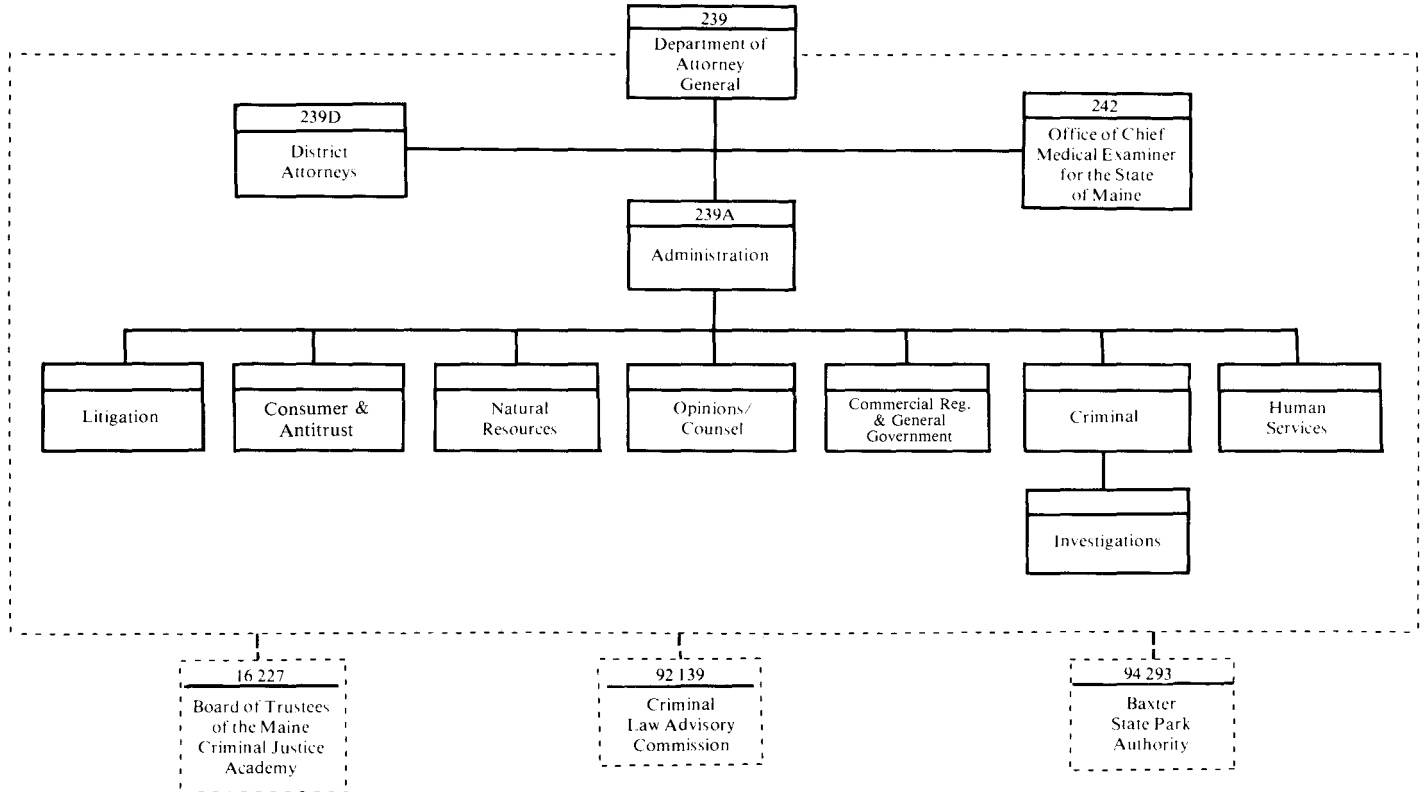 239
Department of
Attorney
General
239D
District
Attorneys
242
Office of Chief
Medical Examiner
for the State
of Maine
239A
Administration
Litigation
Consumer &
Antitrust
Natural
Resources
Opinions/
Counsel
Commercial Reg.
& General
Government
Criminal
Human
Services
Investigations
16 227
Board of Trustees
of the Maine
Criminal Justice
Academy
92 139
Criminal
Law Advisory
Commission
94 293
Baxter
State Park
Authority